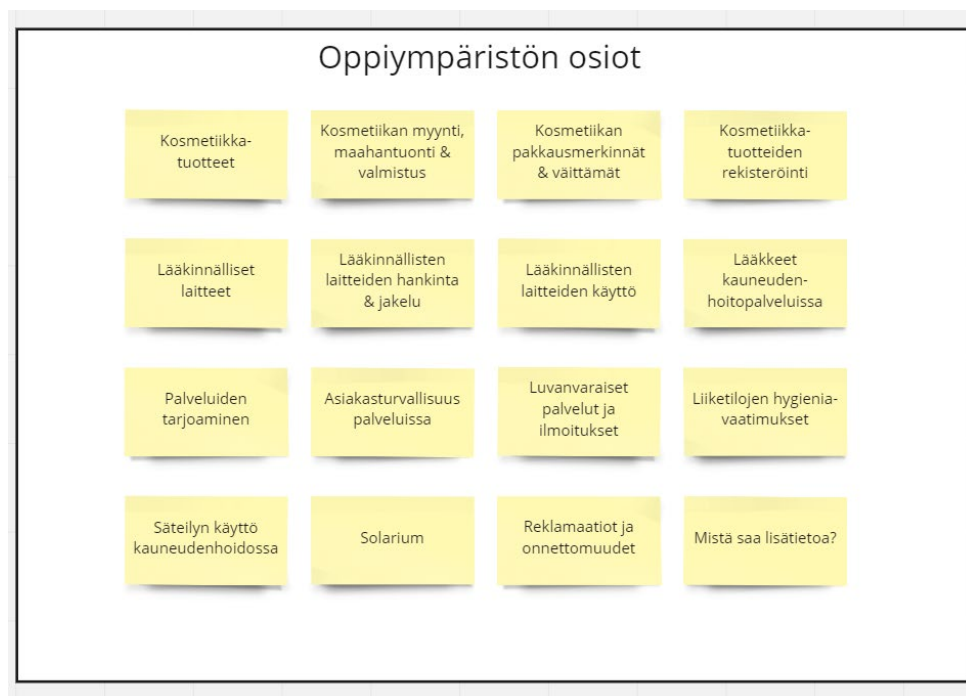 Oppiympäristön osiot
Kosmetiikka-
tuotteet
Kosmetiikan myynti,
maahantuonti &
valmistus
Kosmetiikan
pakkausmerkinnät
& väittämät
Kosmetiikka-
tuotteiden
rekisteröinti
Lääkinnälliset
laitteet
Lääkinnällisten
laitteiden hankinta
& jakelu
Lääkinnällisten
laitteiden käyttö
Lääkkeet
kauneuden-
hoitopalveluissa
Palveluiden
tarjoaminen
Asiakasturvallisuus
palveluissa
Luvanvaraiset
palvelut ja
ilmoitukset
Liiketilojen hygienia-
vaatimukset
Säteilyn käyttö
kauneudenhoidossa
Solarium
Reklamaatiot ja
onnettomuudet
Mistä saa lisätietoa?